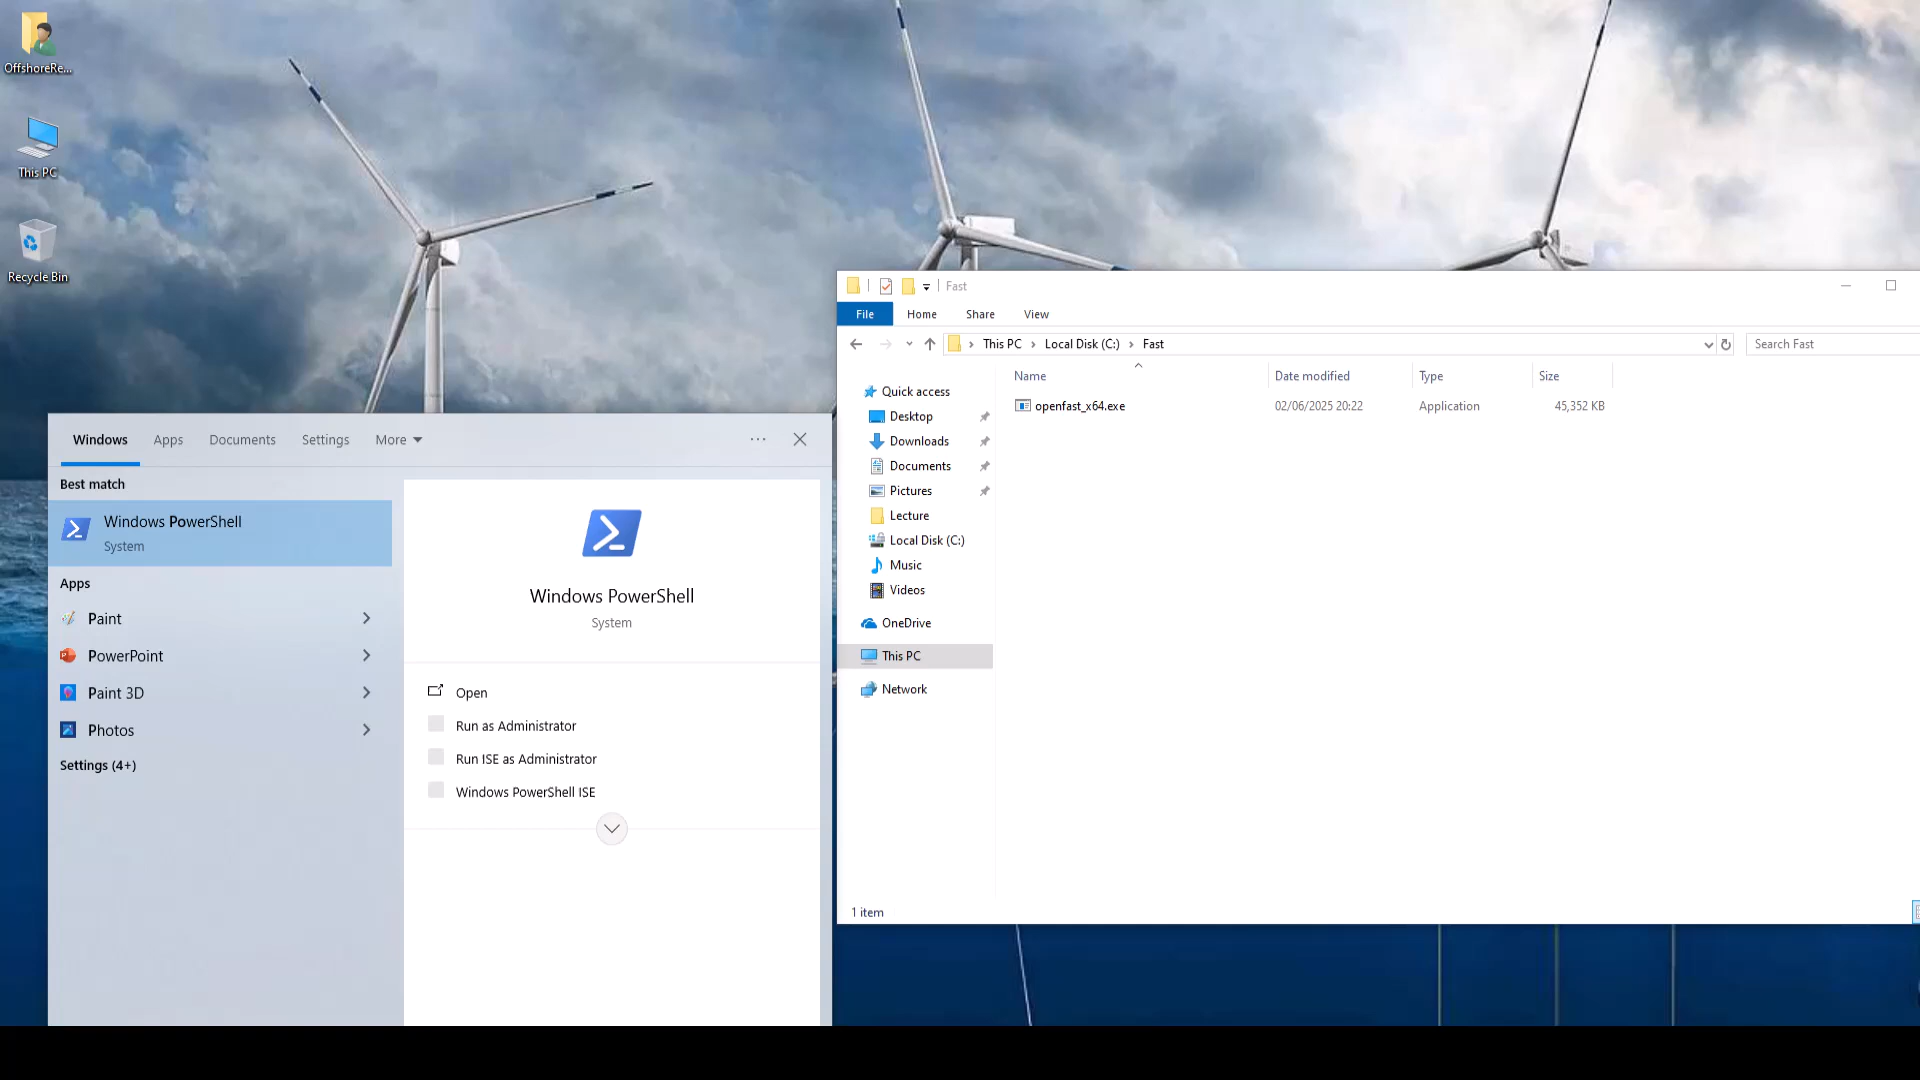 OffshoreRe...
This PC
Recycle Bin
Windows
Apps
Documents
Settings
More
Best match
Windows PowerShell
System
Apps
Paint
PowerPoint
Paint 3D
Photos
Settings (4+)
Windows PowerShell
System
Open
Run as Administrator
Run ISE as Administrator
Windows PowerShell ISE
Fast
File Home Share View
This PC Local Disk (C:) Fast
Search Fast
Name Date modified Type Size
openfast_x64.exe 02/06/2025 20:22 Application 45,352 KB
Quick access
Desktop
Downloads
Documents
Pictures
Lecture
Local Disk (C:)
Music
Videos
OneDrive
This PC
Network
1 item